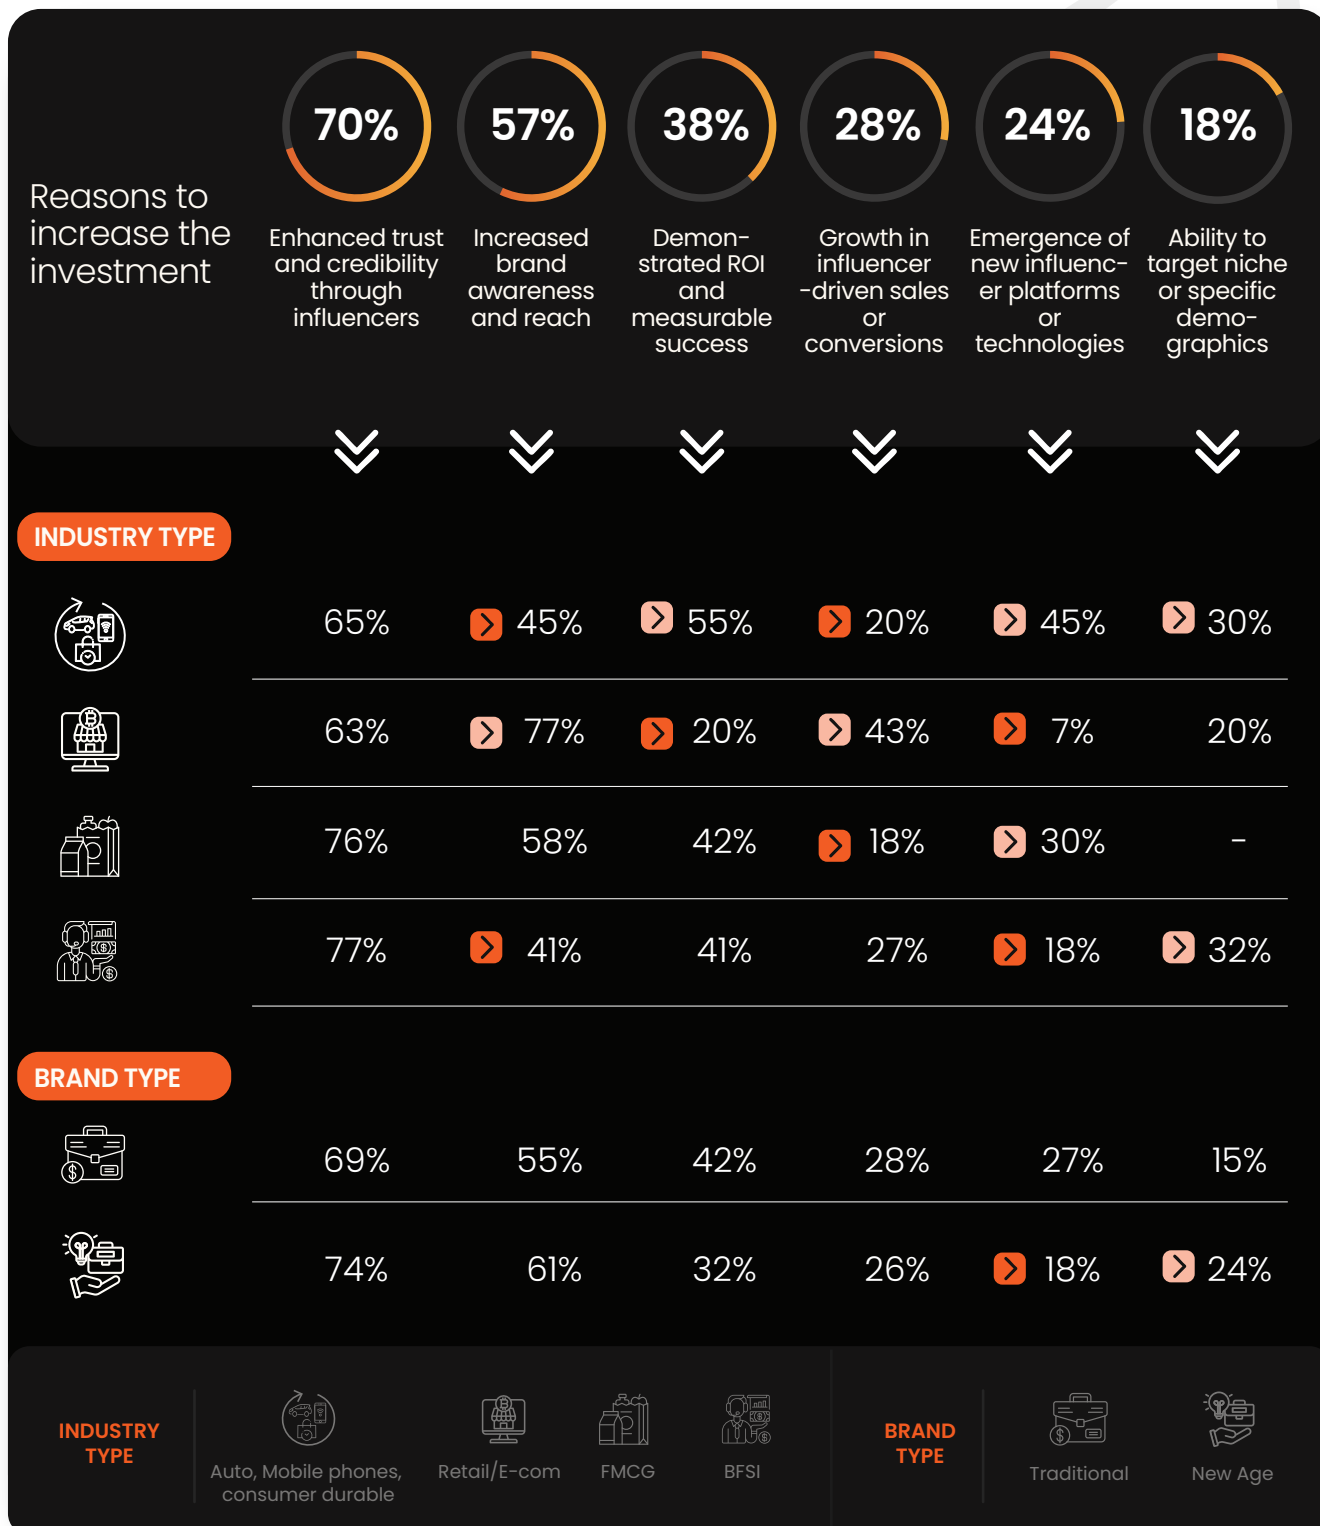 Reasons to
increase the
investment
70%
Enhanced trust
and credibility
through
influencers
57%
Increased
brand
awareness
and reach
38%
Demon-
strated ROI
and
measurable
success
28%
Growth in
influencer
-driven sales
or
conversions
24%
Emergence of
new influenc-
er platforms
or
technologies
18%
Ability to
target niche
or specific
demo-
graphics
INDUSTRY TYPE
65% 45% 55% 20% 45% 30%
63% 77% 20% 43% 7% 20%
76% 58% 42% 18% 30% -
77% 41% 41% 27% 18% 32%
BRAND TYPE
69% 55% 42% 28% 27% 15%
74% 61% 32% 26% 18% 24%
INDUSTRY
TYPE
Auto, Mobile phones,
consumer durable
Retail/E-com
FMCG
BFSI
BRAND
TYPE
Traditional
New Age